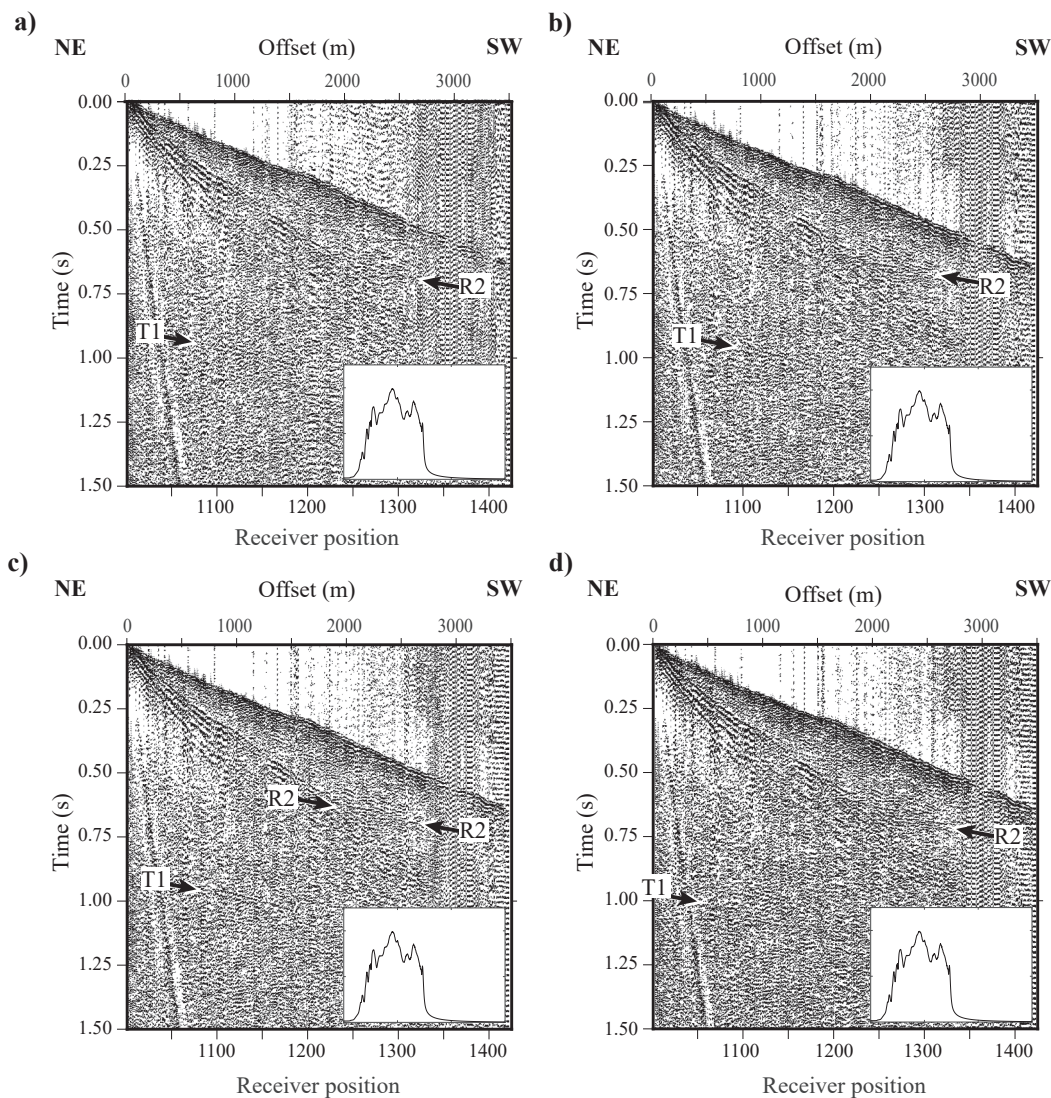 a)
NE Offset (m) SW
0 1000 2000 3000
0.00
0.25
0.50
0.75
1.00
1.25
1.50
Time (s)
R2
T1
1100 1200 1300 1400
Receiver position
b)
NE Offset (m) SW
0 1000 2000 3000
0.00
0.25
0.50
0.75
1.00
1.25
1.50
Time (s)
R2
T1
1100 1200 1300 1400
Receiver position
c)
NE Offset (m) SW
0 1000 2000 3000
0.00
0.25
0.50
0.75
1.00
1.25
1.50
Time (s)
R2
R2
T1
1100 1200 1300 1400
Receiver position
d)
NE Offset (m) SW
0 1000 2000 3000
0.00
0.25
0.50
0.75
1.00
1.25
1.50
Time (s)
R2
T1
1100 1200 1300 1400
Receiver position